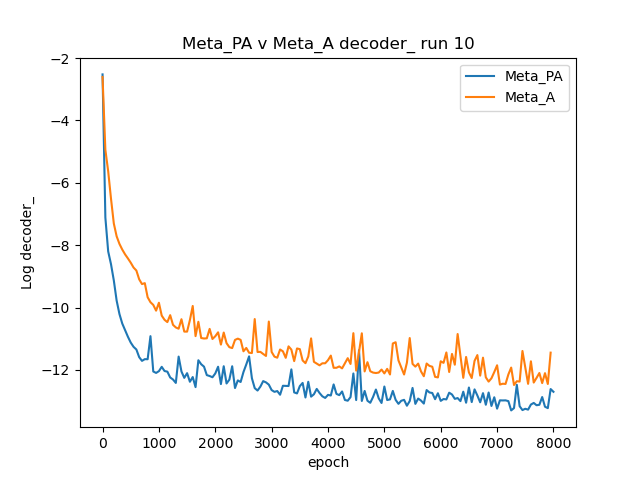 Meta_PA v Meta_A decoder_ run 10
Meta_PA
Meta_A
Log decoder_
−2
−4
−6
−8
−10
−12
0 1000 2000 3000 4000 5000 6000 7000 8000
epoch